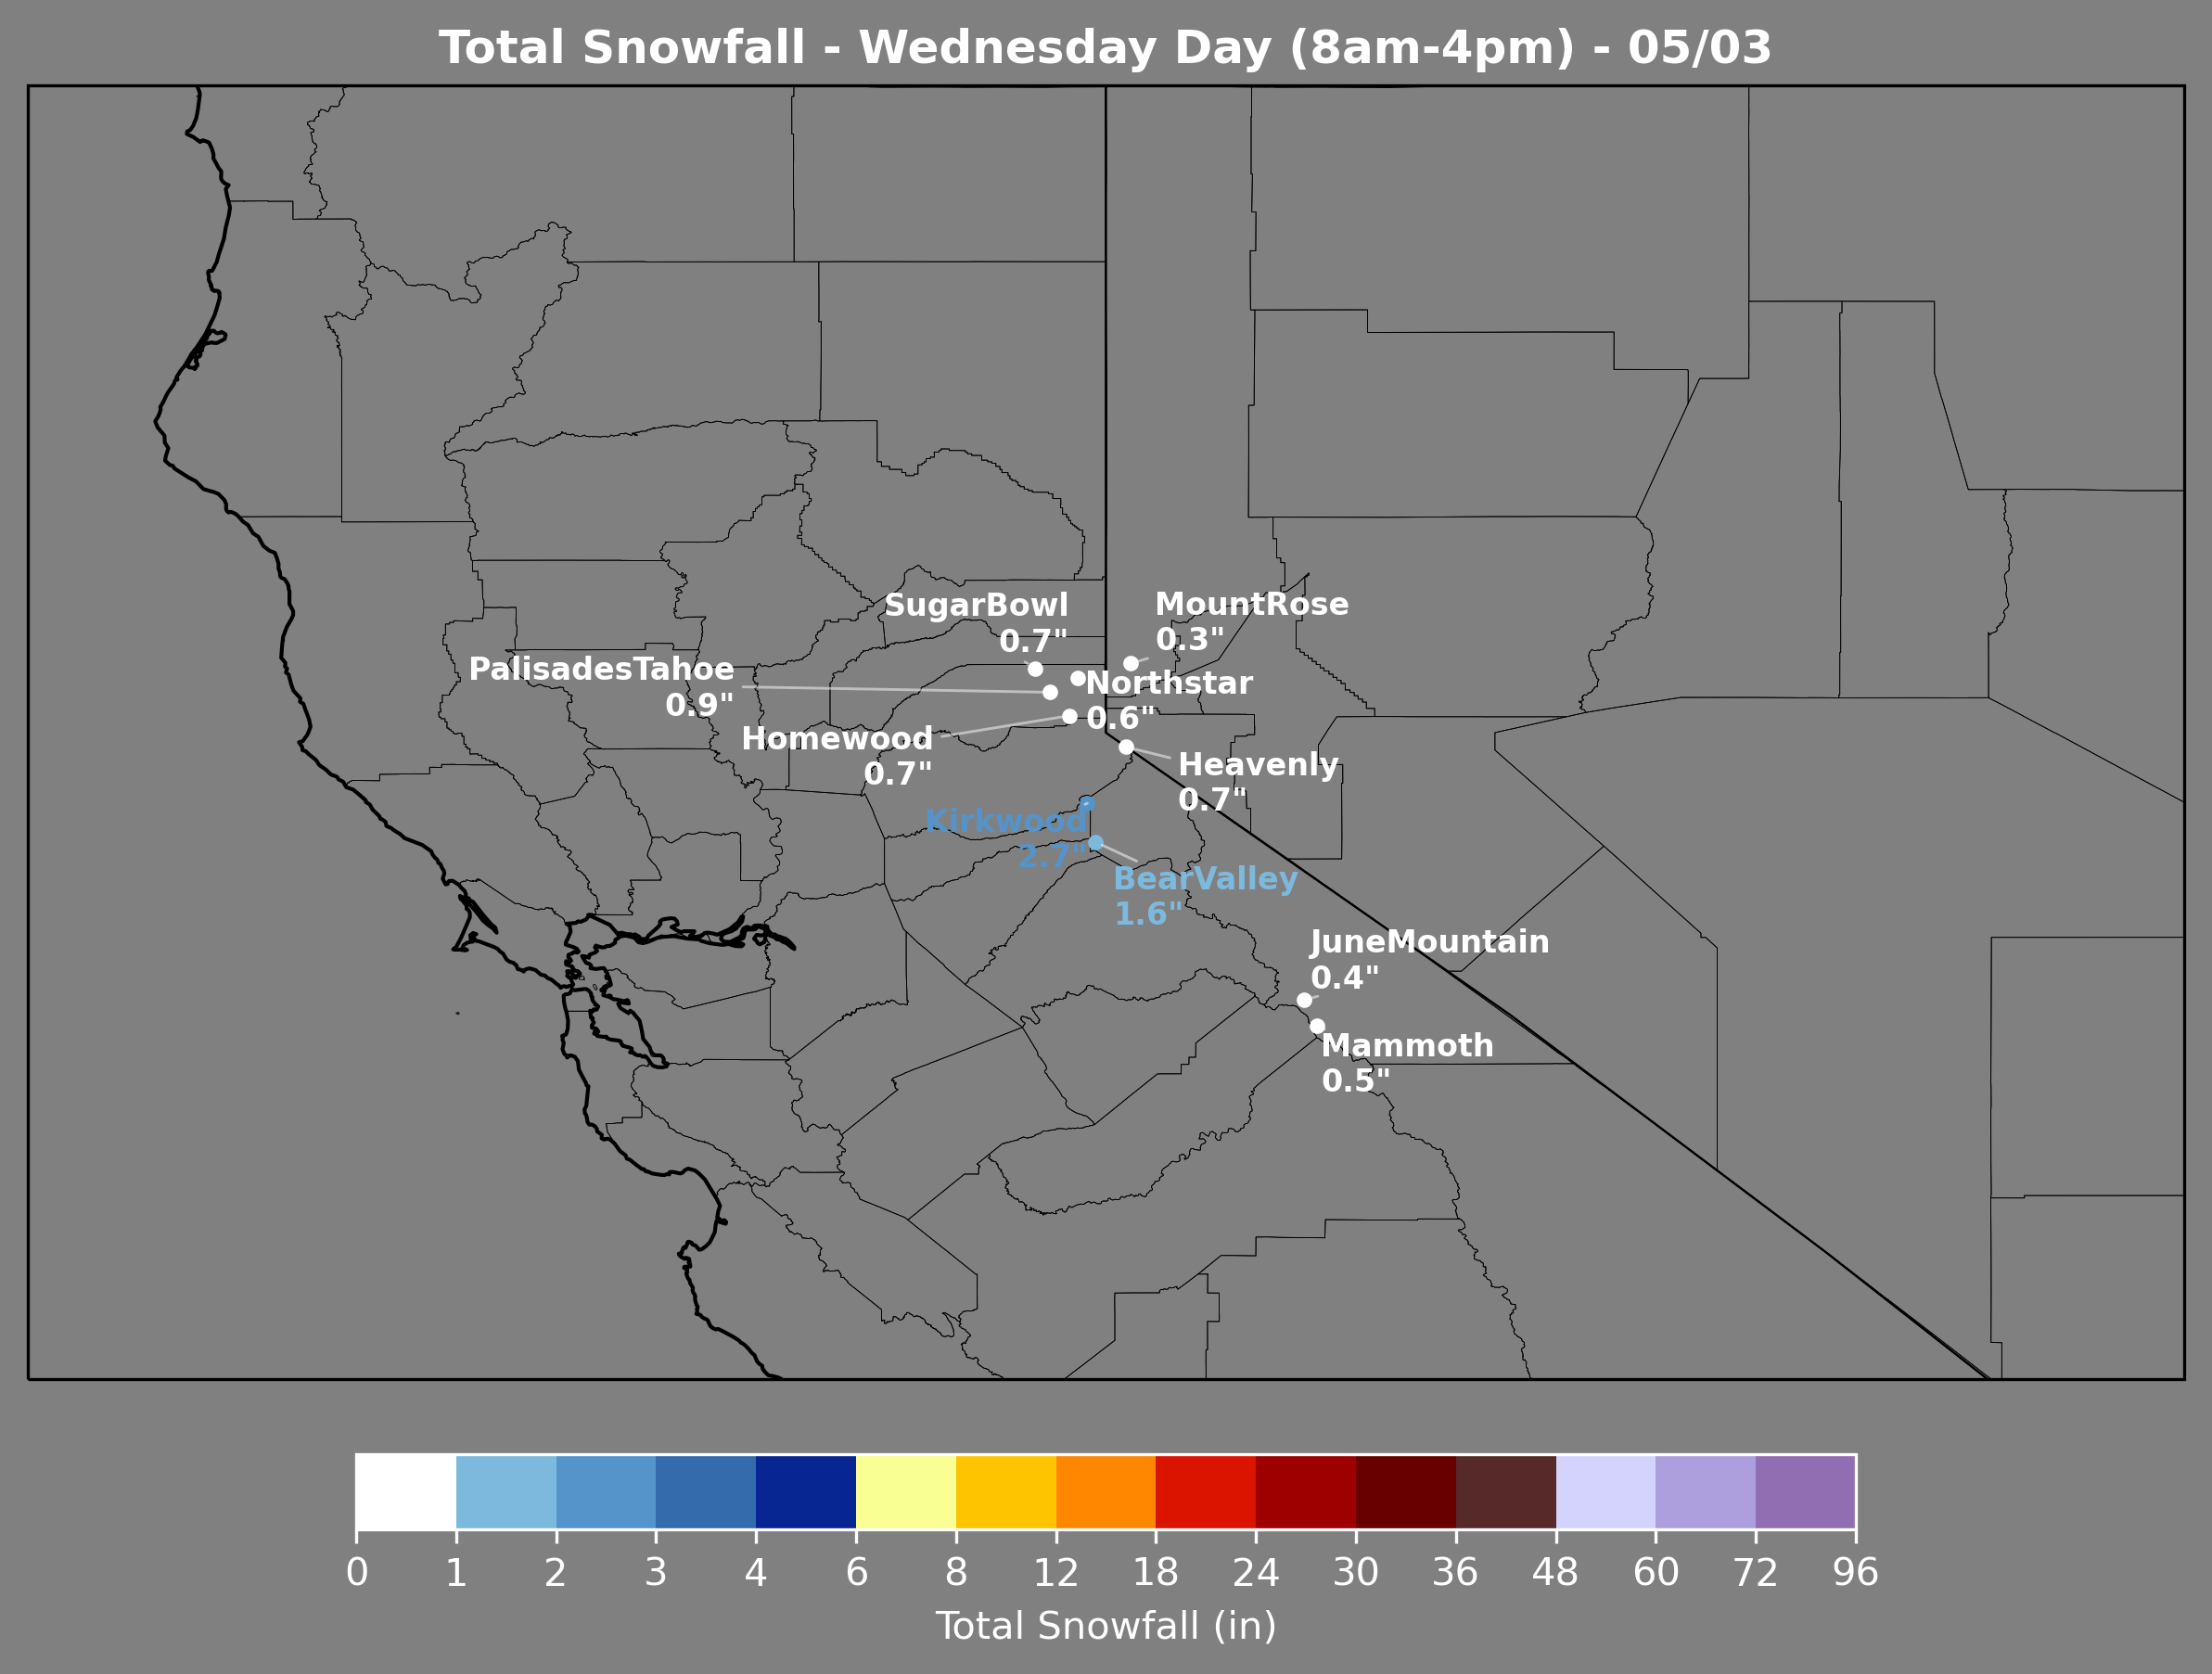 Total Snowfall - Wednesday Day (8am-4pm) - 05/03
SugarBowl
0.7"
MountRose
0.3"
PalisadesTahoe
0.9"
Northstar
0.6"
Homewood
0.7"
Heavenly
0.7"
Kirkwood
2.7"
BearValley
1.6"
JuneMountain
0.4"
Mammoth
0.5"
0 1 2 3 4 6 8 12 18 24 30 36 48 60 72 96
Total Snowfall (in)